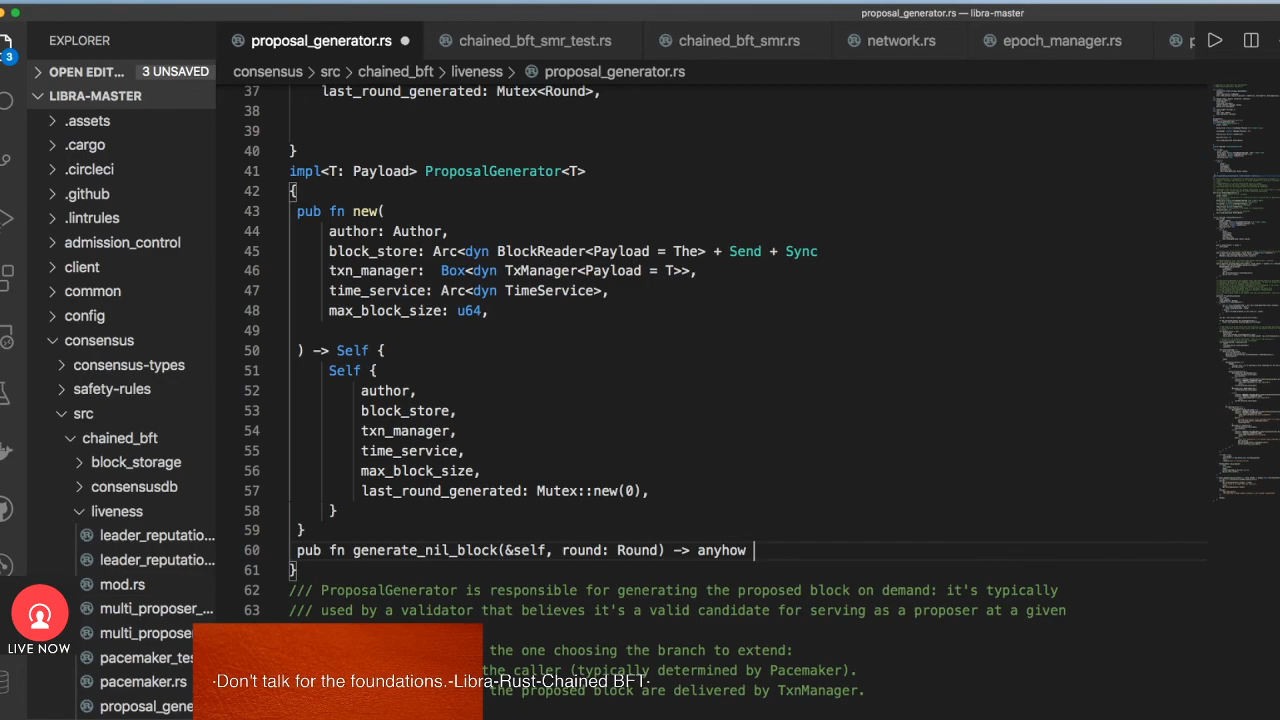 proposal_generator.rs — libra-master
EXPLORER
proposal_generator.rs
chained_bft_smr_test.rs
chained_bft_smr.rs
network.rs
epoch_manager.rs
3
OPEN EDIT... 3 UNSAVED
consensus > src > chained_bft > liveness > proposal_generator.rs
LIBRA-MASTER
.assets
.cargo
.circleci
.github
.lintrules
admission_control
client
common
config
consensus
consensus-types
safety-rules
src
chained_bft
block_storage
consensusdb
liveness
leader_reputatio...
leader_reputatio...
mod.rs
multi_proposer_...
multi_propose
pacemaker_tes
pacemaker.rs
proposal_gene
37 last_round_generated: Mutex<Round>,
38
39
40 }
41 impl<T: Payload> ProposalGenerator<T>
42 {
43 pub fn new(
44 author: Author,
45 block_store: Arc<dyn BlocReader<Payload = The> + Send + Sync
46 txn_manager: Box<dyn TxManager<Payload = T>>,
47 time_service: Arc<dyn TimeService>,
48 max_block_size: u64,
49
50 ) -> Self {
51 Self {
52 author,
53 block_store,
54 txn_manager,
55 time_service,
56 max_block_size,
57 last_round_generated: Mutex::new(0),
58 }
59 }
60 pub fn generate_nil_block(&self, round: Round) -> anyhow
61 }
62 /// ProposalGenerator is responsible for generating the proposed block on demand: it's typically
63 /// used by a validator that believes it's a valid candidate for serving as a proposer at a given
the one choosing the branch to extend:
the caller (typically determined by Pacemaker).
the proposed block are delivered by TxnManager.
LIVE NOW
·Don't talk for the foundations.-Libra-Rust-Chained BFT·